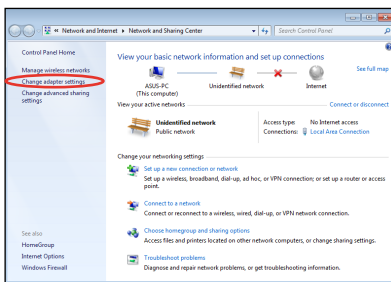 « Network and Internet ▸ Network and Sharing Center
Search Control Panel
Control Panel Home
Manage wireless networks
Change adapter settings
Change advanced sharing
settings
View your basic network information and set up connections
See full map
ASUS-PC
(This computer)
Unidentified network
Internet
View your active networks
Connect or disconnect
Unidentified network
Public network
Access type:
No Internet access
Connections:
Local Area Connection
Change your networking settings
Set up a new connection or network
Set up a wireless, broadband, dial-up, ad hoc, or VPN connection; or set up a router or access
point.
Connect to a network
Connect or reconnect to a wireless, wired, dial-up, or VPN network connection.
Choose homegroup and sharing options
Access files and printers located on other network computers, or change sharing settings.
Troubleshoot problems
Diagnose and repair network problems, or get troubleshooting information.
See also
HomeGroup
Internet Options
Windows Firewall